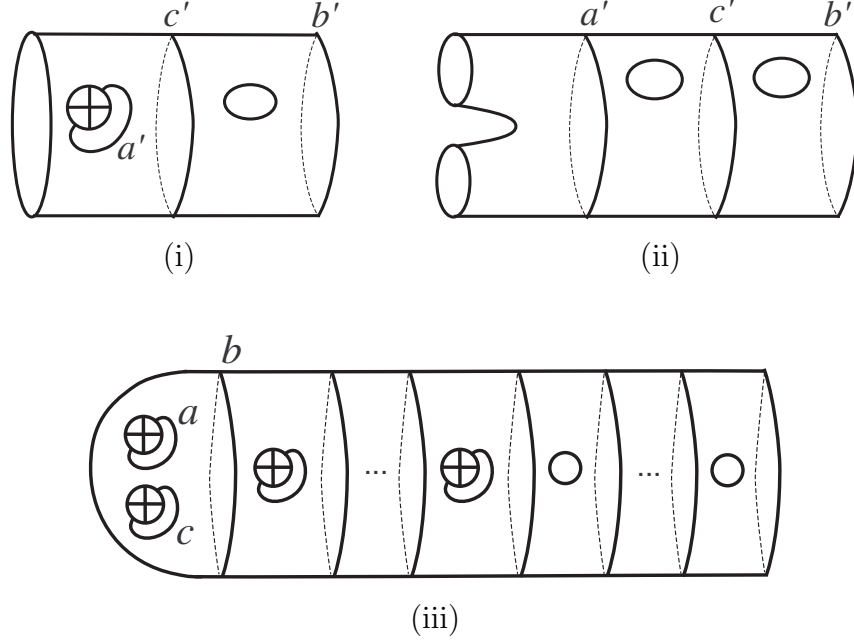 c' b' a' c' b'
a'
(i) (ii)
b
a
... ...
c
(iii)